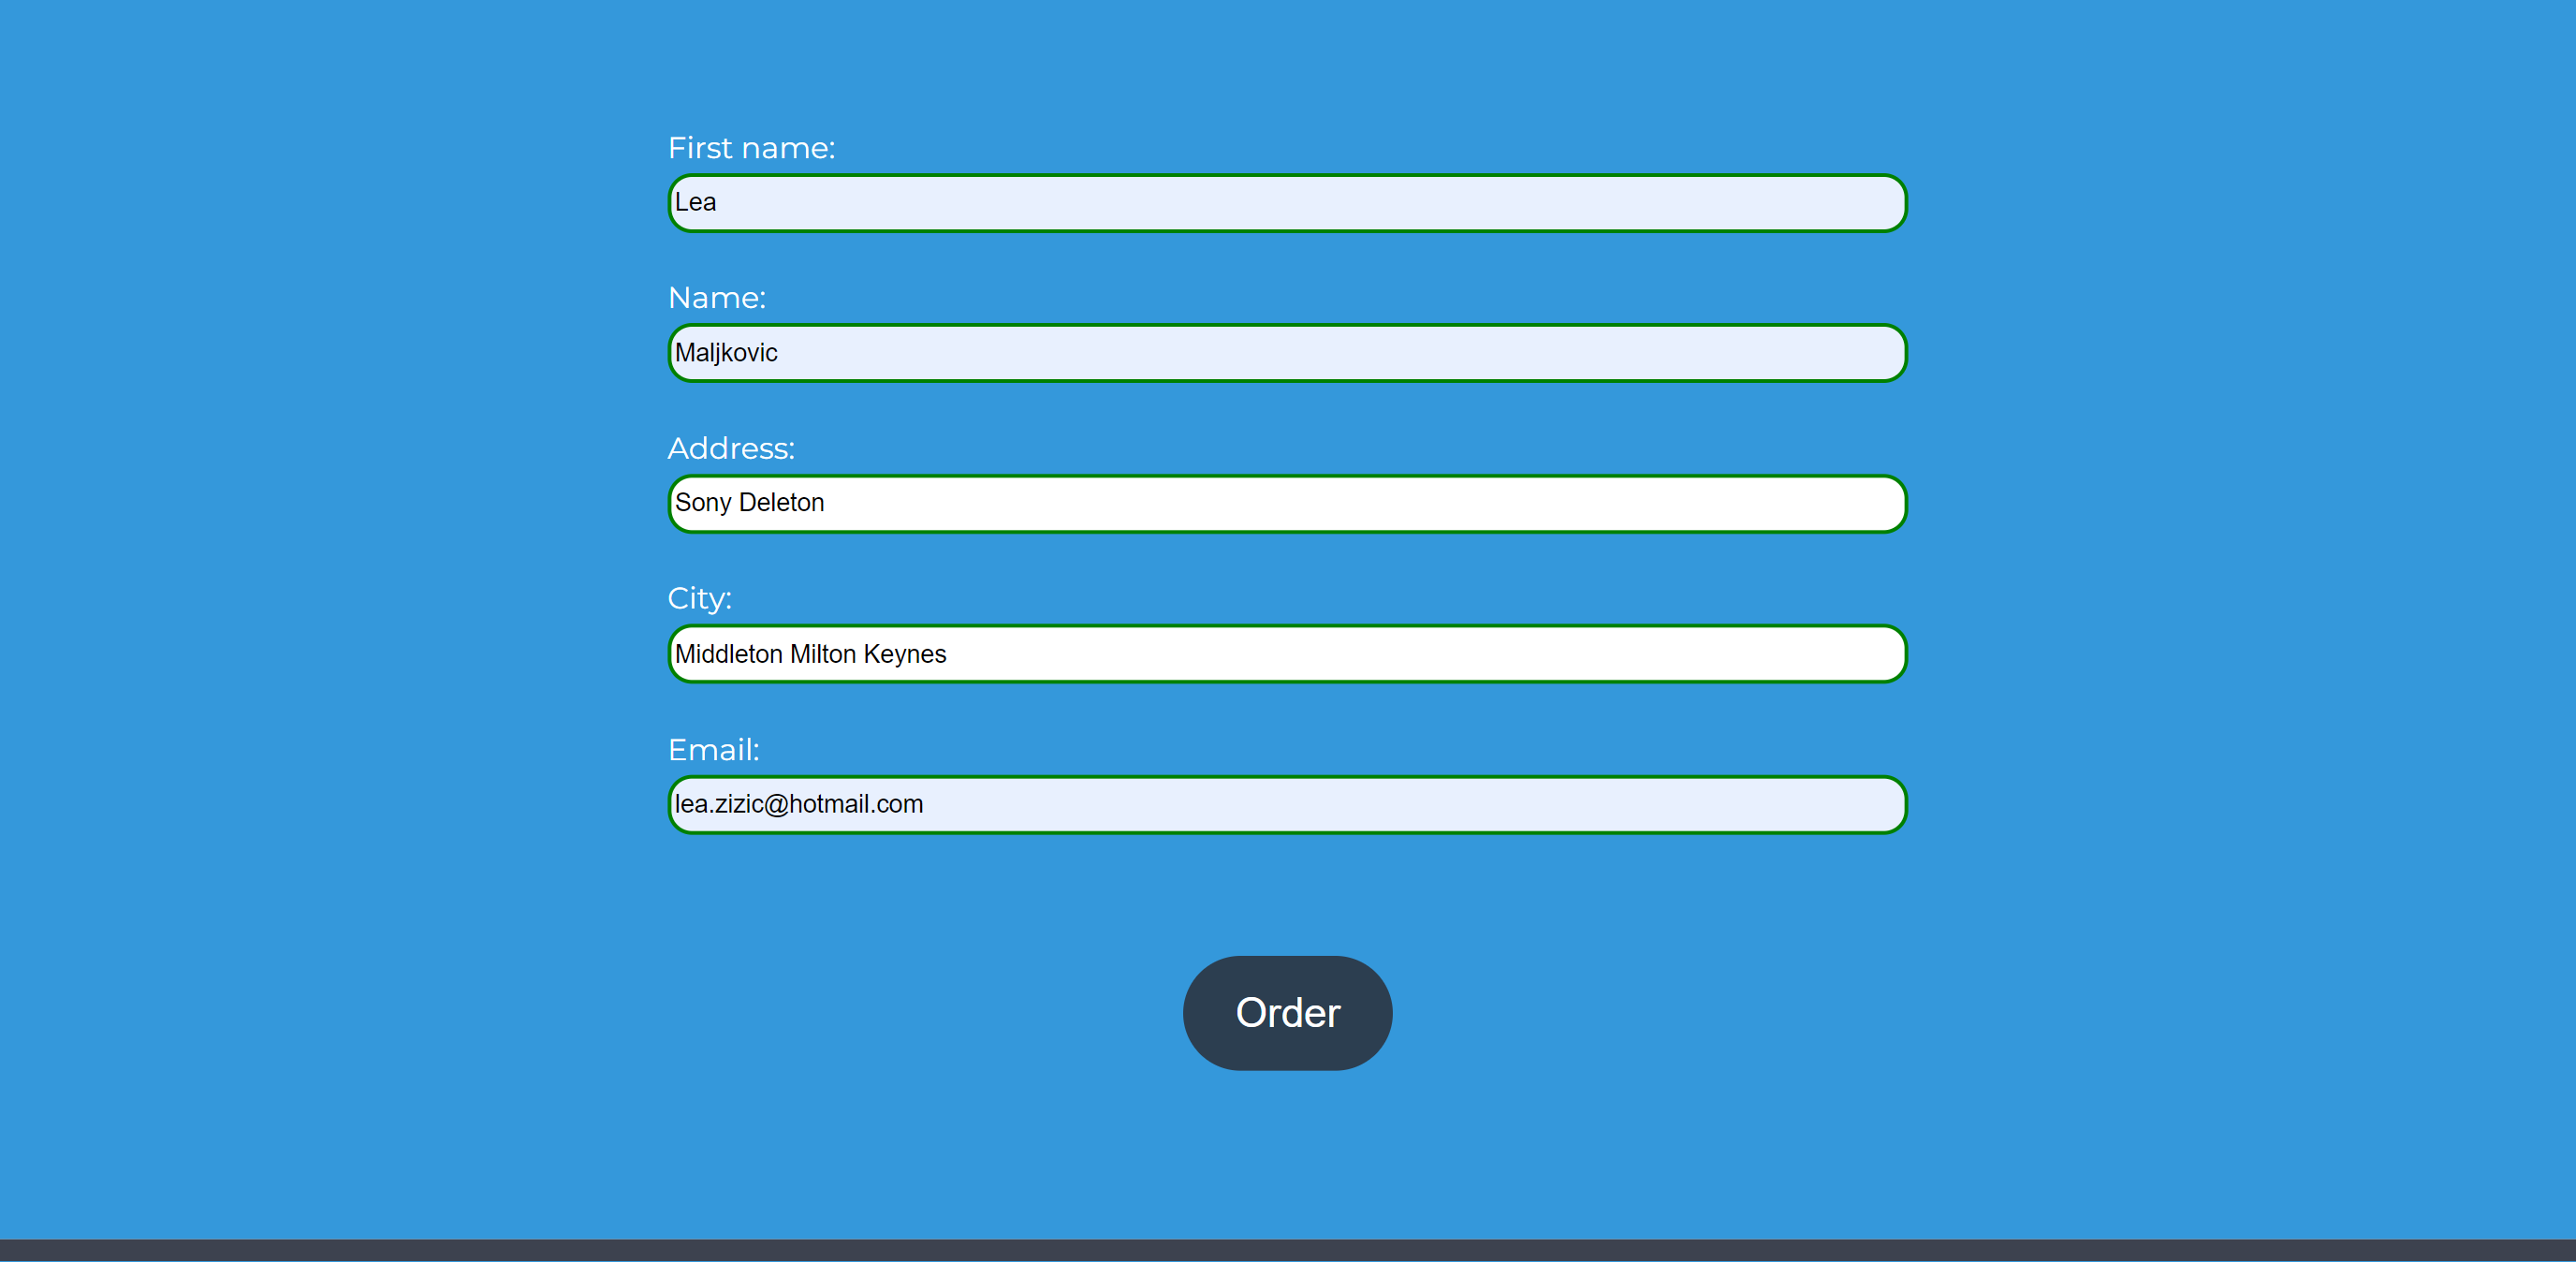 First name:
Lea
Name:
Maljkovic
Address:
Sony Deleton
City:
Middleton Milton Keynes
Email:
lea.zizic@hotmail.com
Order